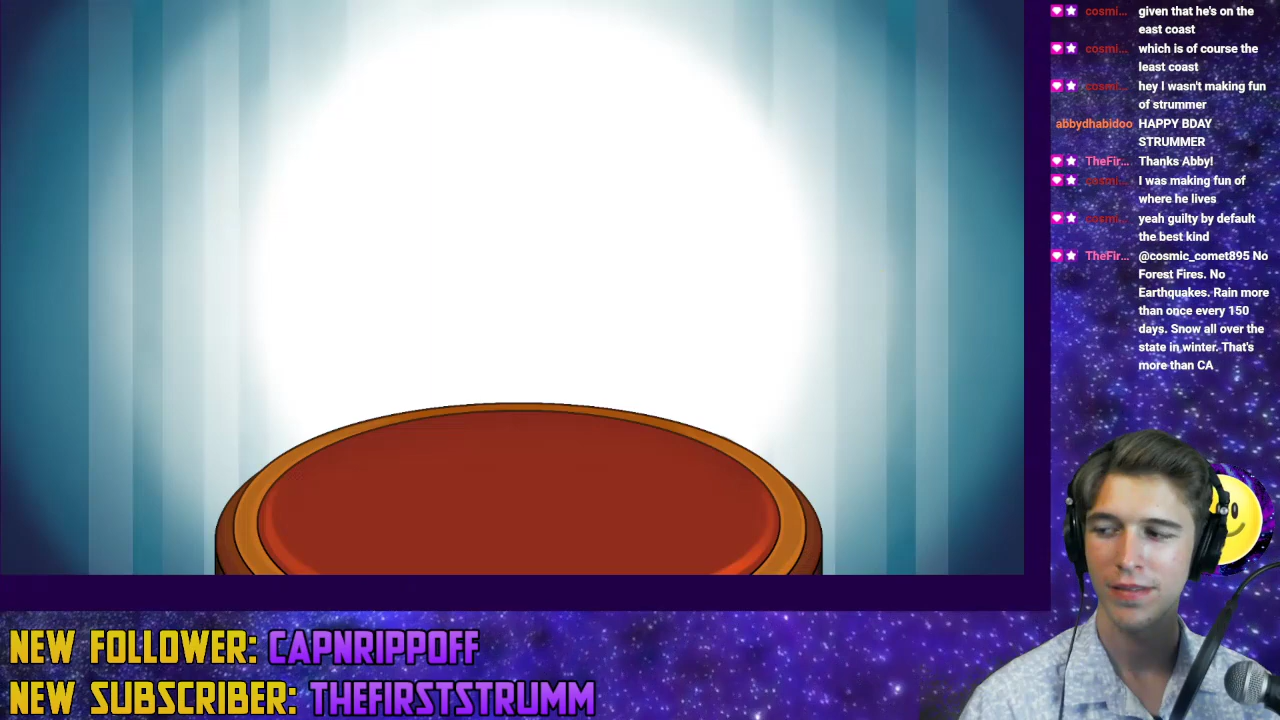 cosmi... given that he's on the
east coast
cosmi... which is of course the
least coast
cosmi... hey I wasn't making fun
of strummer
abbydhabidoo HAPPY BDAY
STRUMMER
TheFir... Thanks Abby!
cosmi... I was making fun of
where he lives
cosmi... yeah guilty by default
the best kind
TheFir... @cosmic_comet895 No
Forest Fires. No
Earthquakes. Rain more
than once every 150
days. Snow all over the
state in winter. That's
more than CA
NEW FOLLOWER: CAPNRIPPOFF
NEW SUBSCRIBER: THEFIRSTSTRUMM